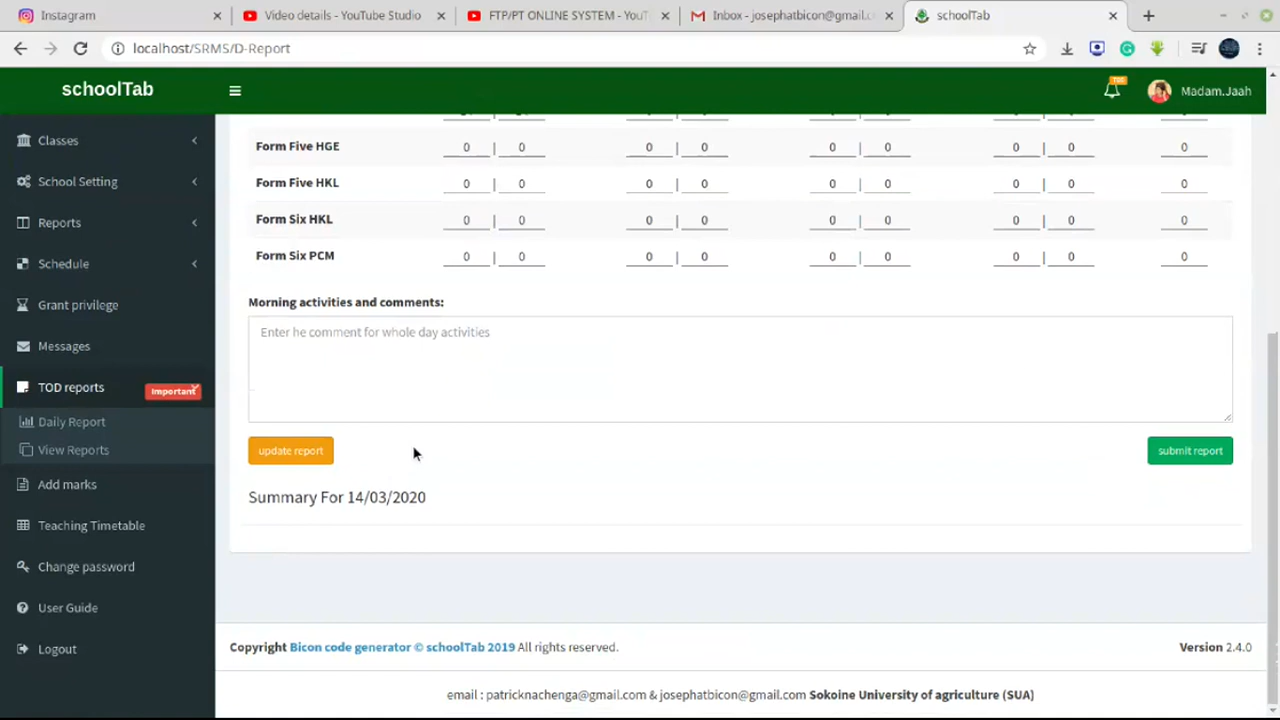 Instagram
Video details - YouTube Studio
FTP/PT ONLINE SYSTEM - YouT
Inbox - josephatbicon@gmail.c
schoolTab
localhost/SRMS/D-Report
schoolTab
Madam.Jaah
Classes
School Setting
Reports
Schedule
Grant privilege
Messages
TOD reports
Important
Daily Report
View Reports
Add marks
Teaching Timetable
Change password
User Guide
Logout
Form Five HGE 0 | 0 0 | 0 0 | 0 0 | 0 0
Form Five HKL 0 | 0 0 | 0 0 | 0 0 | 0 0
Form Six HKL 0 | 0 0 | 0 0 | 0 0 | 0 0
Form Six PCM 0 | 0 0 | 0 0 | 0 0 | 0 0
Morning activities and comments:
Enter he comment for whole day activities
update report
submit report
Summary For 14/03/2020
Copyright Bicon code generator © schoolTab 2019 All rights reserved.
Version 2.4.0
email : patricknachenga@gmail.com & josephatbicon@gmail.com Sokoine University of agriculture (SUA)